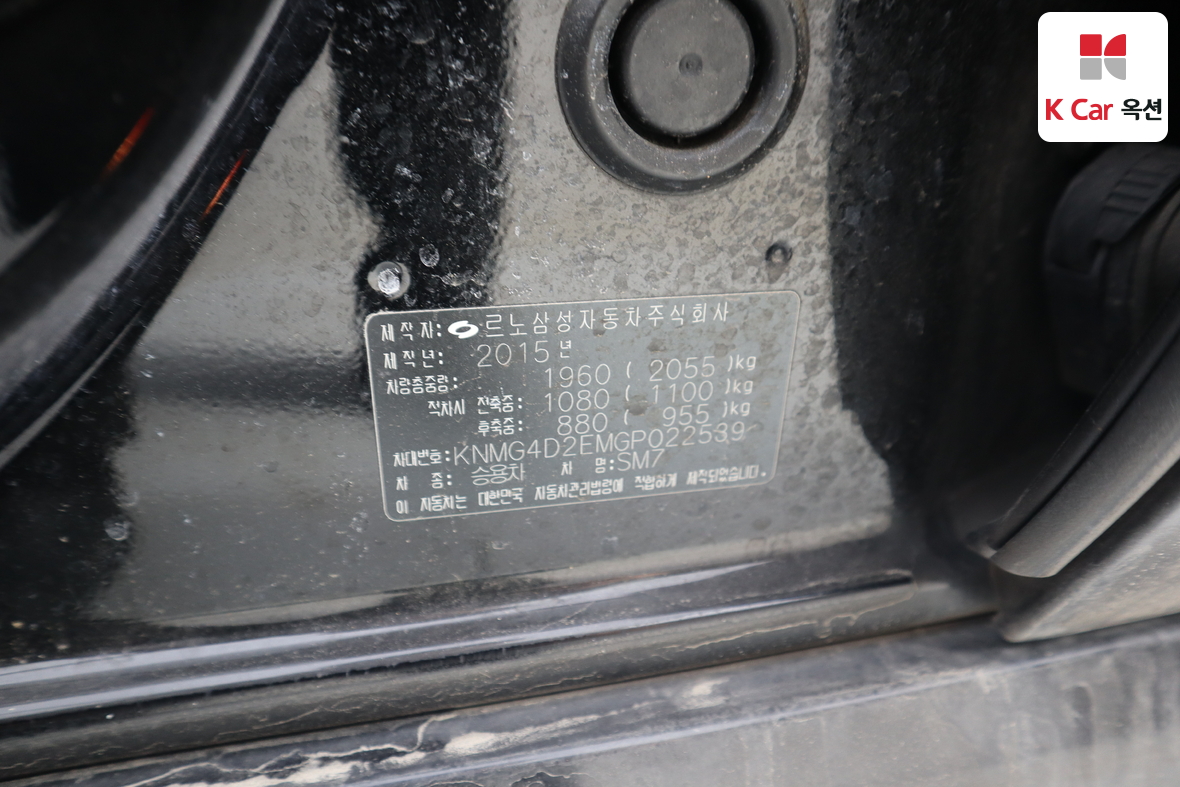 K Car 옥션
제 작 자: 르노삼성자동차주식회사
제 작 년: 2015년
차량총중량: 1960 ( 2055 )kg
적차시 전축중: 1080 ( 1100 )kg
후축중: 880 ( 955 )kg
차대번호:KNMG4D2EMGP022539
차 종: 승용차 차 명:SM7
이 자동차는 대한민국 자동차관리법령에 적합하게 제작되었습니다.